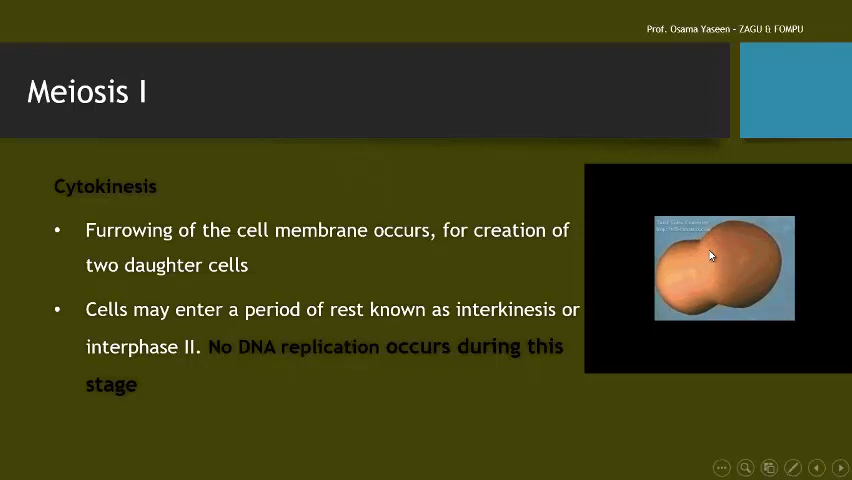 Prof. Osama Yaseen – ZAGU & FOMPU
Meiosis I
Cytokinesis
• Furrowing of the cell membrane occurs, for creation of
two daughter cells
• Cells may enter a period of rest known as interkinesis or
interphase II. No DNA replication occurs during this
stage